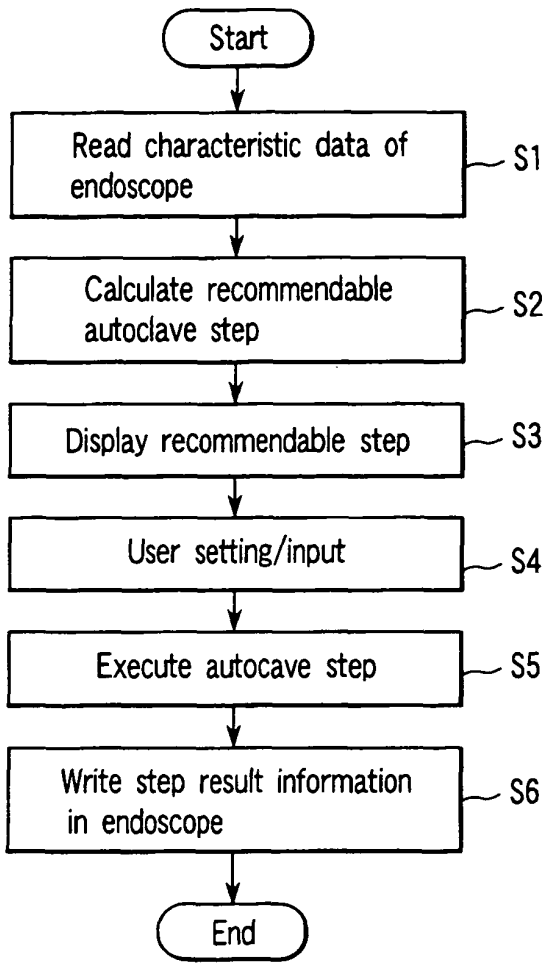 Start
Read characteristic data of
endoscope
S1
Calculate recommendable
autoclave step
S2
Display recommendable step
S3
User setting/input
S4
Execute autocave step
S5
Write step result information
in endoscope
S6
End